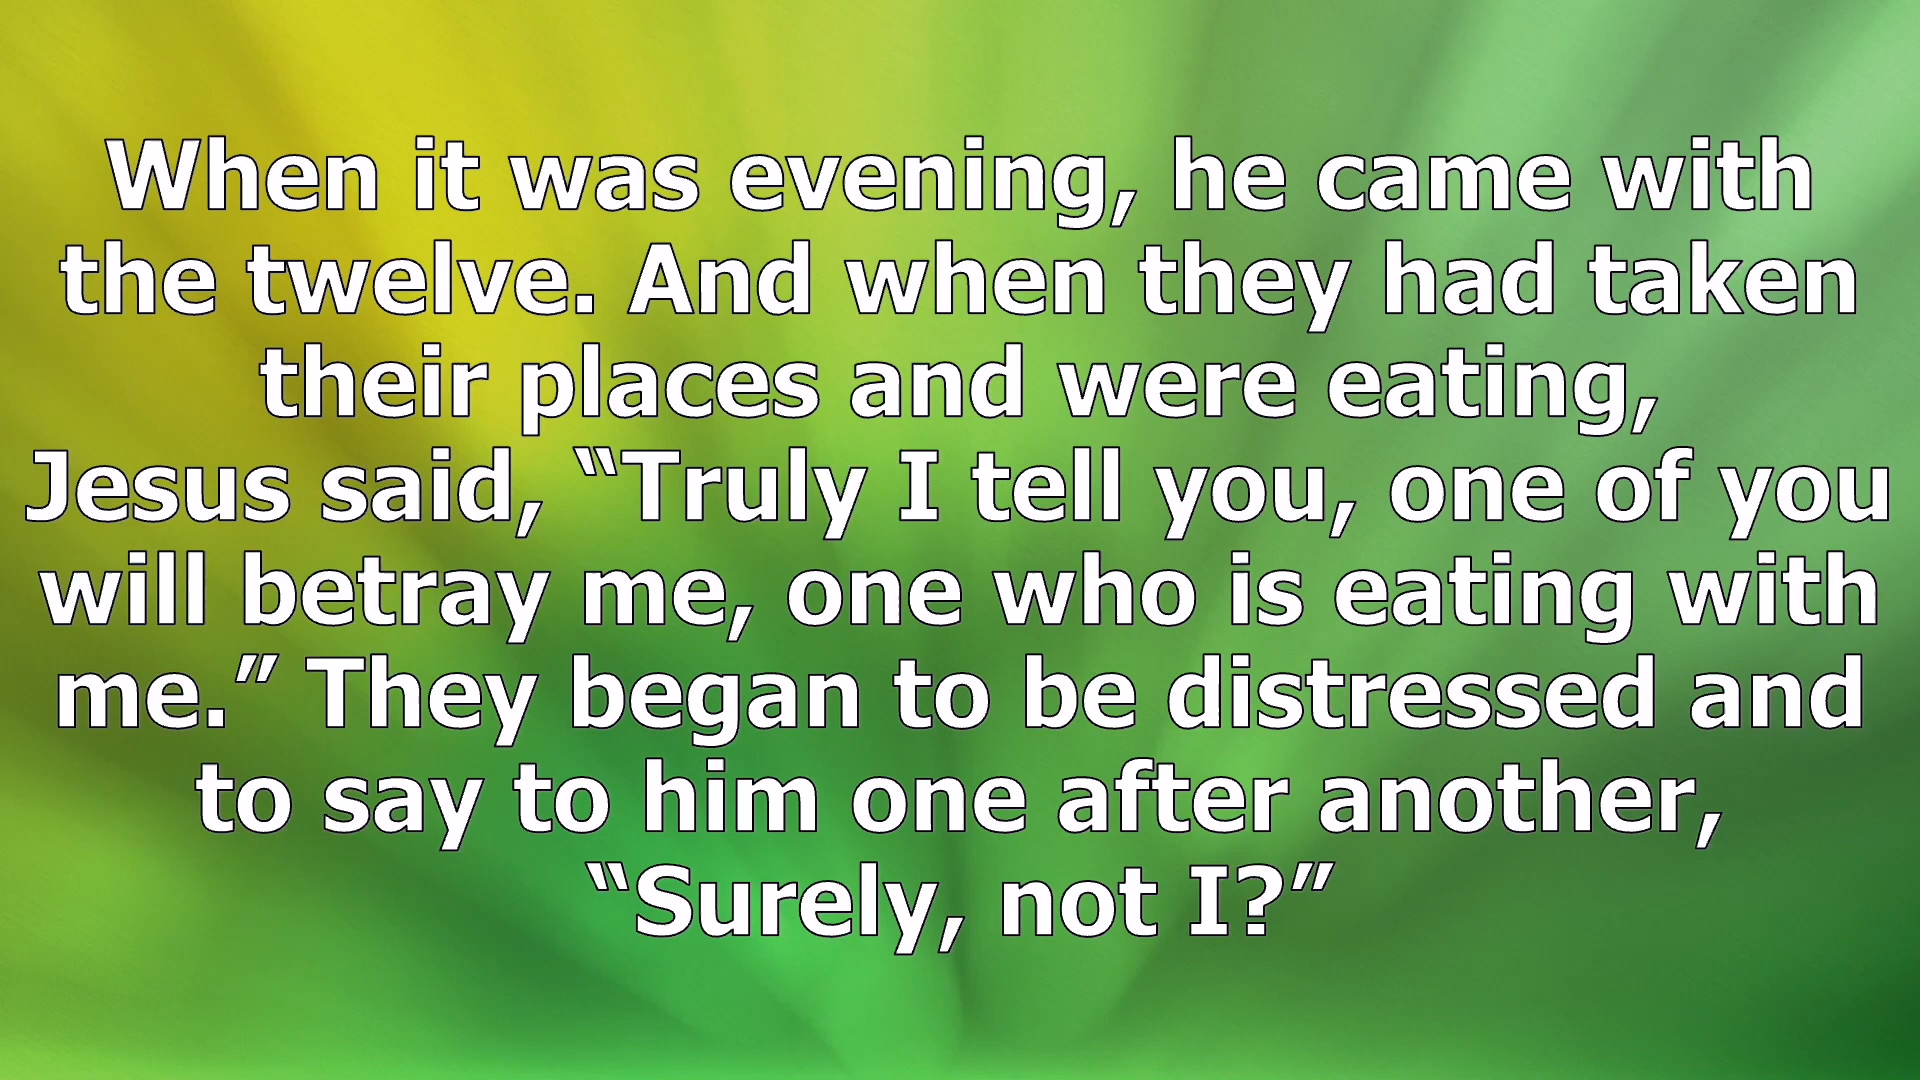 When it was evening, he came with
the twelve. And when they had taken
their places and were eating,
Jesus said, “Truly I tell you, one of you
will betray me, one who is eating with
me.” They began to be distressed and
to say to him one after another,
“Surely, not I?”